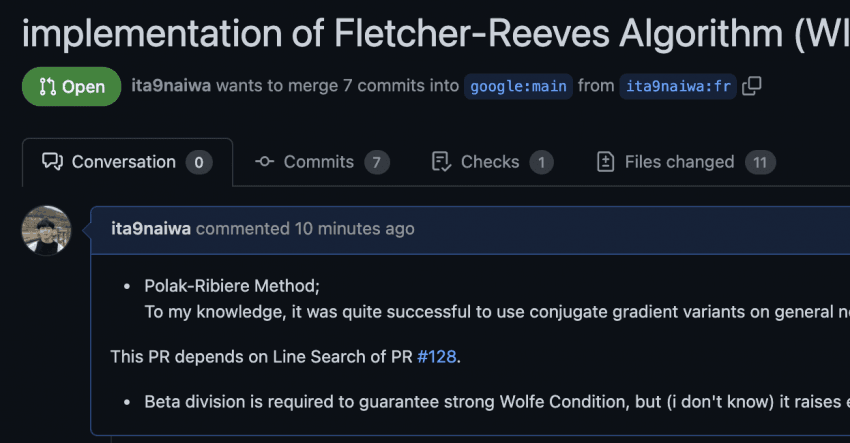 implementation of Fletcher-Reeves Algorithm (WI
Open ita9naiwa wants to merge 7 commits into google:main from ita9naiwa:fr
Conversation 0 Commits 7 Checks 1 Files changed 11
ita9naiwa commented 10 minutes ago
• Polak-Ribiere Method;
To my knowledge, it was quite successful to use conjugate gradient variants on general
This PR depends on Line Search of PR #128.
• Beta division is required to guarantee strong Wolfe Condition, but (i don't know) it raises